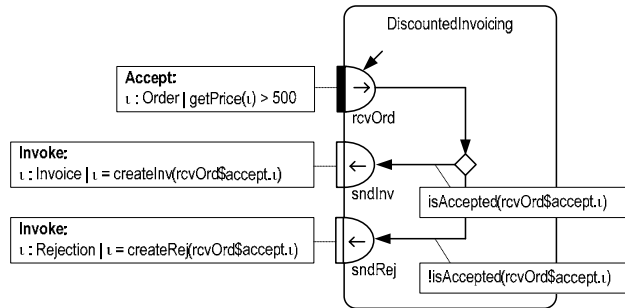 DiscountedInvoicing
Accept:
ι : Order | getPrice(ι) > 500
rcvOrd
Invoke:
ι : Invoice | ι = createInv(rcvOrd$accept.ι)
sndInv
isAccepted(rcvOrd$accept.ι)
Invoke:
ι : Rejection | ι = createRej(rcvOrd$accept.ι)
sndRej
!isAccepted(rcvOrd$accept.ι)